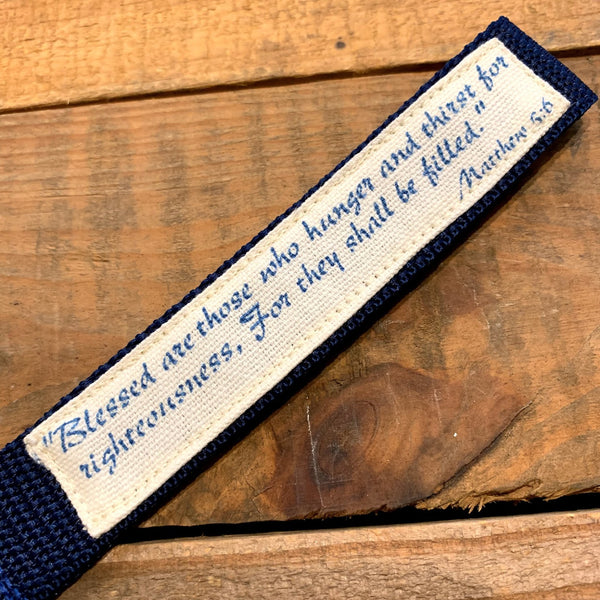 "Blessed are those who hunger and thirst for
righteousness, For they shall be filled."
Matthew 5:6